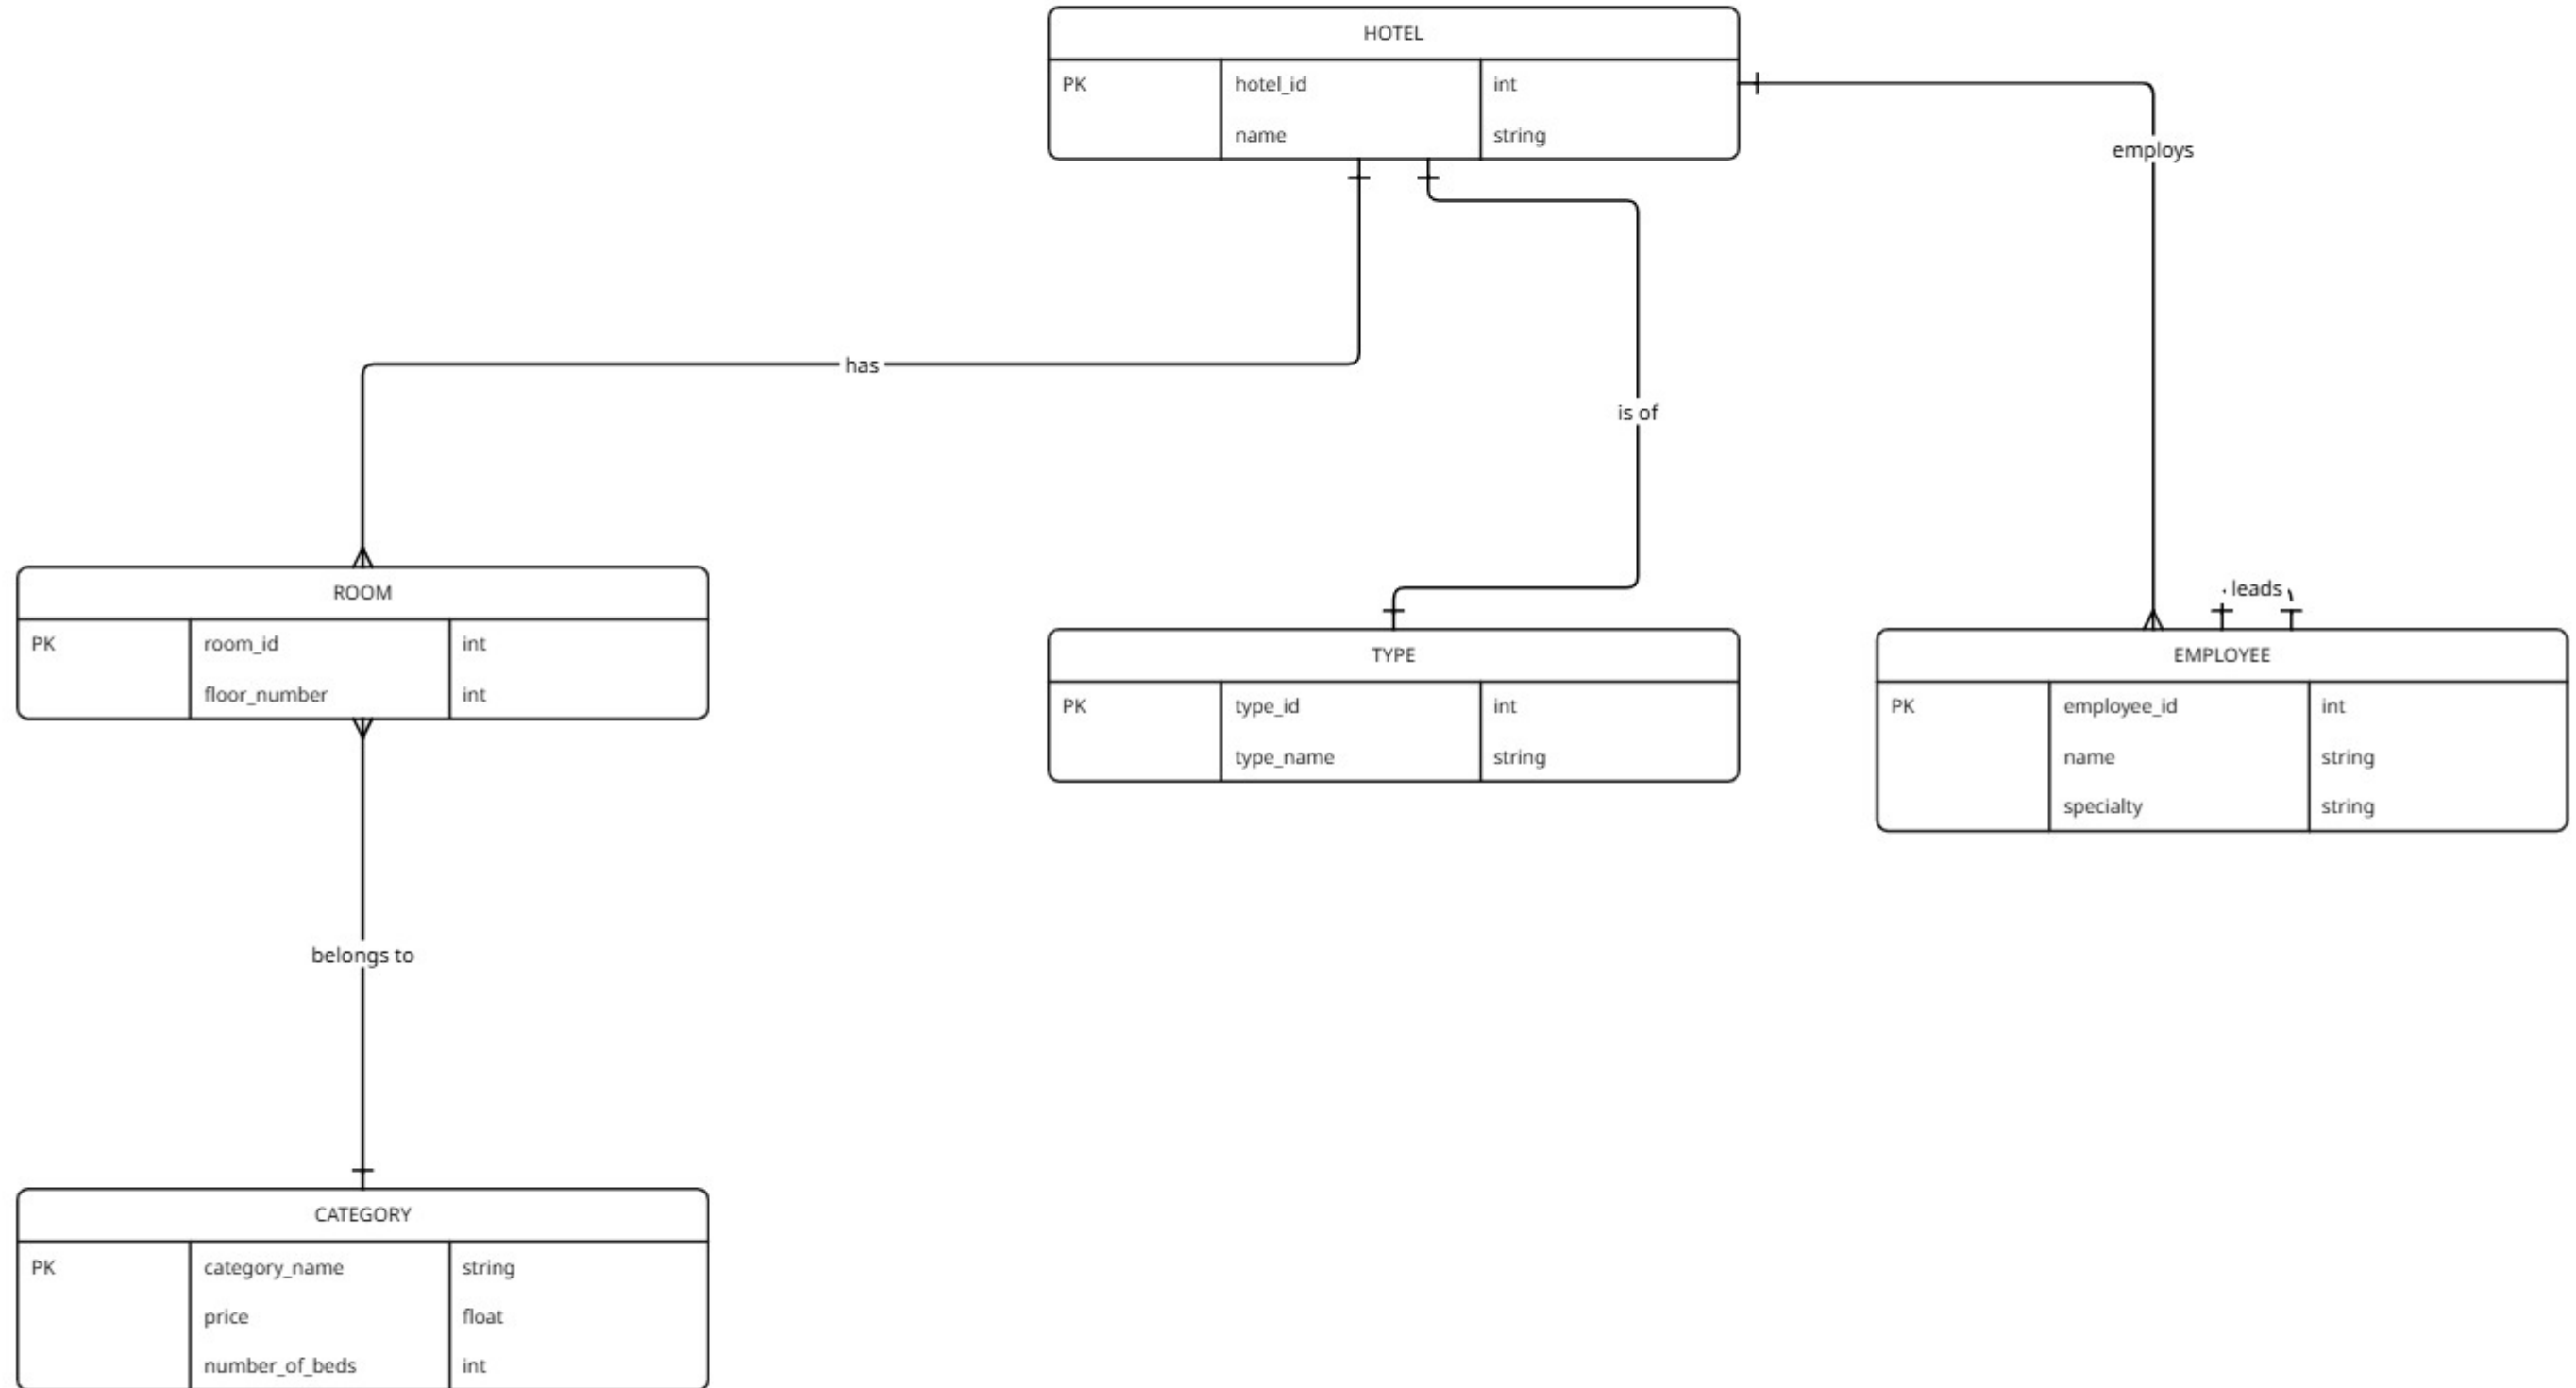 HOTEL
PK hotel_id int
name string
employs
has
is of
leads
ROOM
PK room_id int
floor_number int
TYPE
PK type_id int
type_name string
EMPLOYEE
PK employee_id int
name string
specialty string
belongs to
CATEGORY
PK category_name string
price float
number_of_beds int